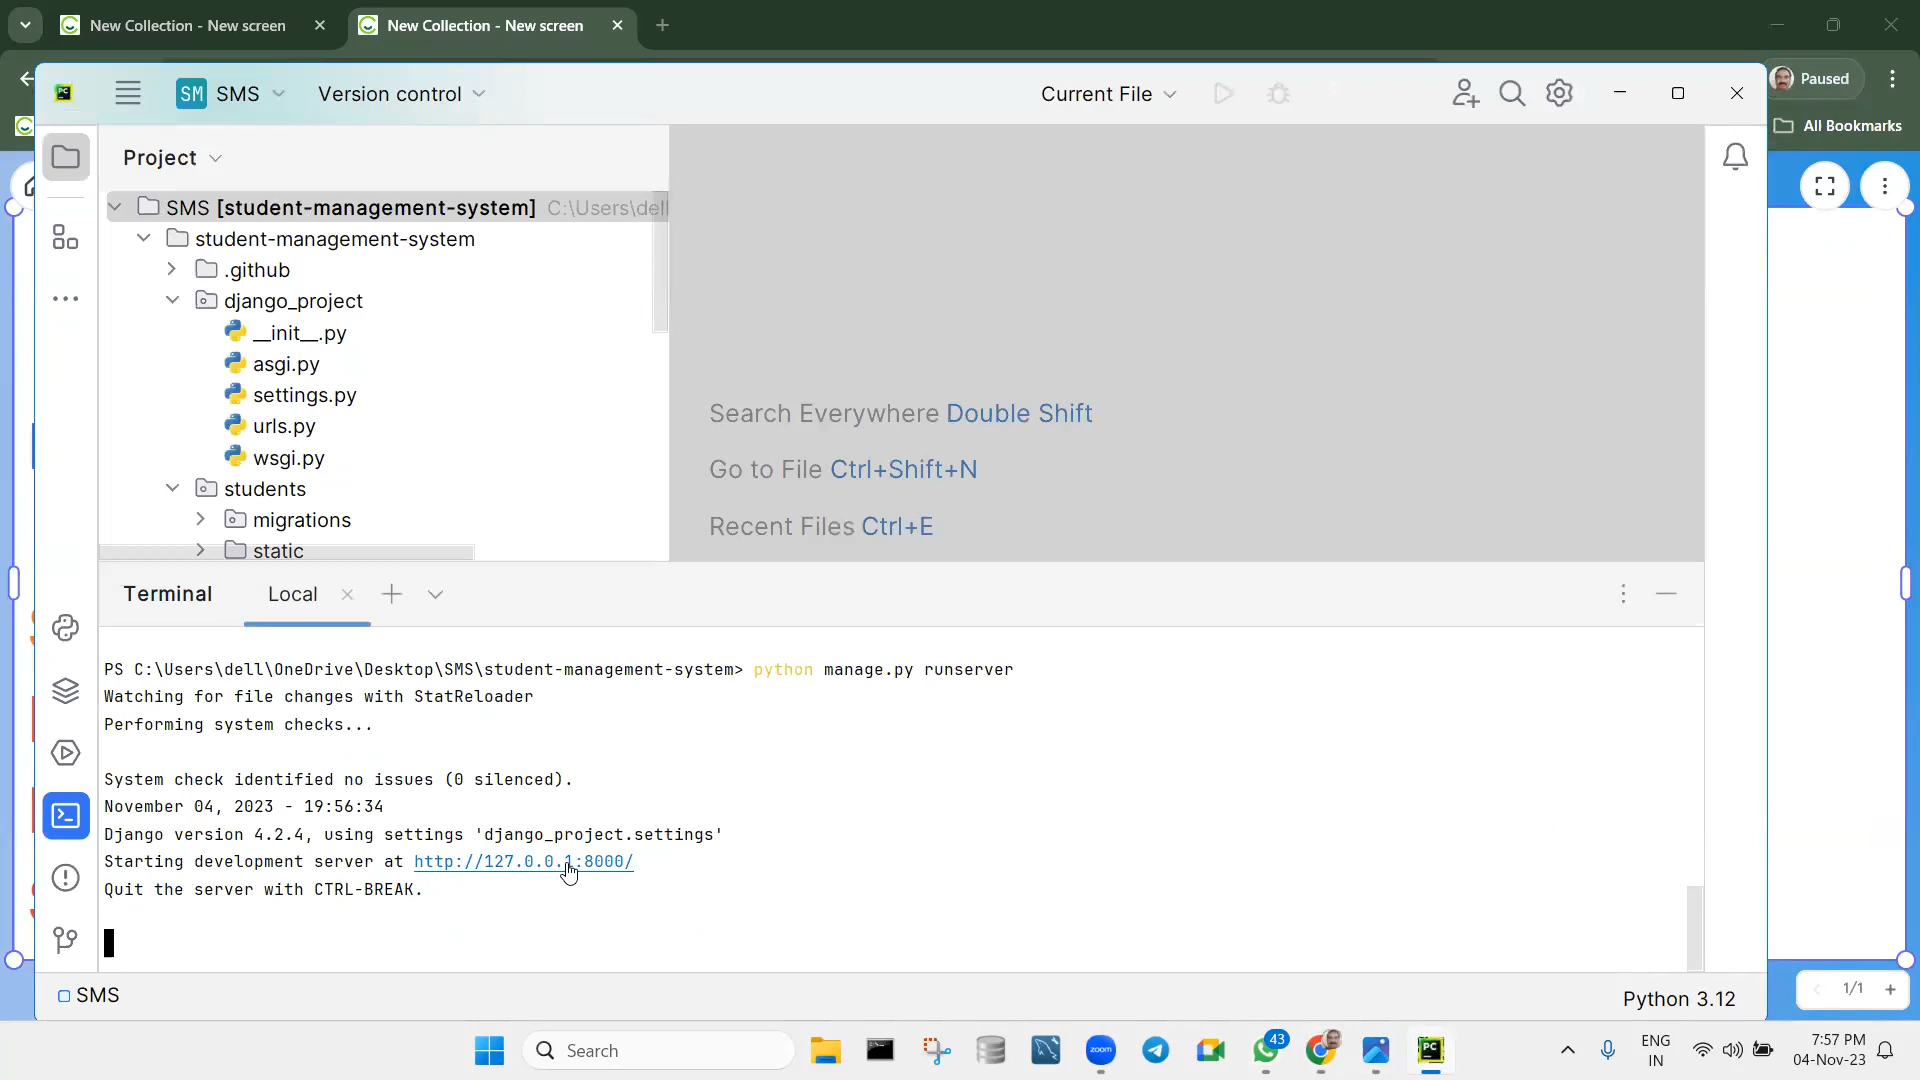 New Collection - New screen
New Collection - New screen
Paused
All Bookmarks
PC
SM SMS
Version control
Current File
Project
SMS [student-management-system] C:\Users\dell
student-management-system
.github
django_project
__init__.py
asgi.py
settings.py
urls.py
wsgi.py
students
migrations
static
Search Everywhere Double Shift
Go to File Ctrl+Shift+N
Recent Files Ctrl+E
Terminal
Local
PS C:\Users\dell\OneDrive\Desktop\SMS\student-management-system> python manage.py runserver
Watching for file changes with StatReloader
Performing system checks...
System check identified no issues (0 silenced).
November 04, 2023 - 19:56:34
Django version 4.2.4, using settings 'django_project.settings'
Starting development server at http://127.0.0.1:8000/
Quit the server with CTRL-BREAK.
SMS
Python 3.12
1/1
Search
zoom
43
PC
ENG
IN
7:57 PM
04-Nov-23